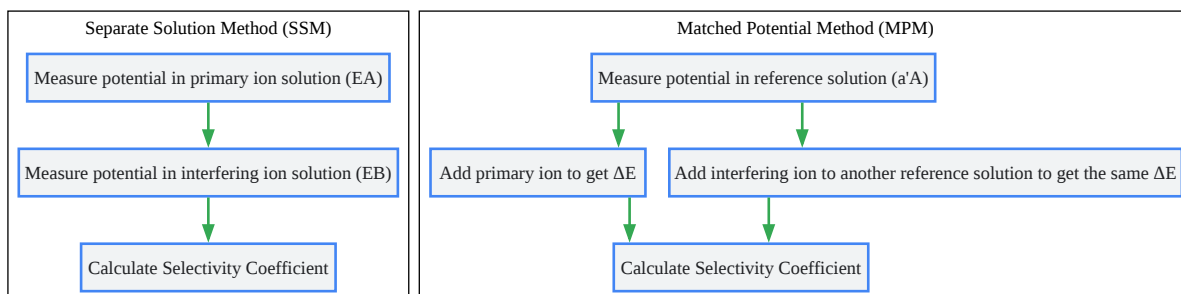 Separate Solution Method (SSM)
Measure potential in primary ion solution (EA)
Measure potential in interfering ion solution (EB)
Calculate Selectivity Coefficient
Matched Potential Method (MPM)
Measure potential in reference solution (a'A)
Add primary ion to get ΔE
Add interfering ion to another reference solution to get the same ΔE
Calculate Selectivity Coefficient